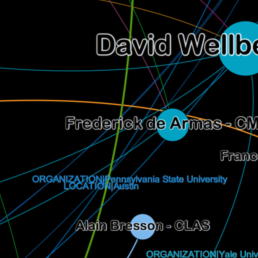 David Wellbe
Frederick de Armas - CM
Franc
ORGANIZATION|Pennsylvania State University
LOCATION|Austin
Alain Bresson - CLAS
ORGANIZATION|Yale Univ